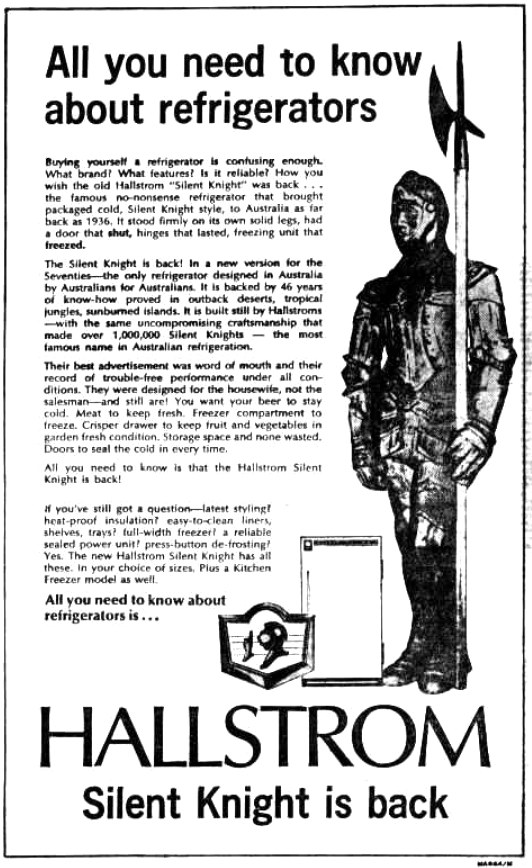 All you need to know
about refrigerators
Buying yourself a refrigerator is confusing enough.
What brand? What features? Is it reliable? How you
wish the old Hallstrom "Silent Knight" was back . . .
the famous no-nonsense refrigerator that brought
packaged cold, Silent Knight style, to Australia as far
back as 1936. It stood firmly on its own solid legs, had
a door that shut, hinges that lasted, freezing unit that
freezed.
The Silent Knight is back! In a new version for the
Seventies—the only refrigerator designed in Australia
by Australians for Australians. It is backed by 46 years
of know-how proved in outback deserts, tropical
jungles, sunburned islands. It is built still by Hallstroms
—with the same uncompromising craftsmanship that
made over 1,000,000 Silent Knights — the most
famous name in Australian refrigeration.
Their best advertisement was word of mouth and their
record of trouble-free performance under all con-
ditions. They were designed for the housewife, not the
salesman—and still are! You want your beer to stay
cold. Meat to keep fresh. Freezer compartment to
freeze. Crisper drawer to keep fruit and vegetables in
garden fresh condition. Storage space and none wasted.
Doors to seal the cold in every time.
All you need to know is that the Hallstrom Silent
Knight is back!
If you've still got a question—latest styling?
heat-proof insulation? easy-to-clean liners,
shelves, trays? full-width freezer? a reliable
sealed power unit? press-button de-frosting?
Yes. The new Hallstrom Silent Knight has all
these. In your choice of sizes. Plus a Kitchen
Freezer model as well.
All you need to know about
refrigerators is . . .
HALLSTROM
Silent Knight is back